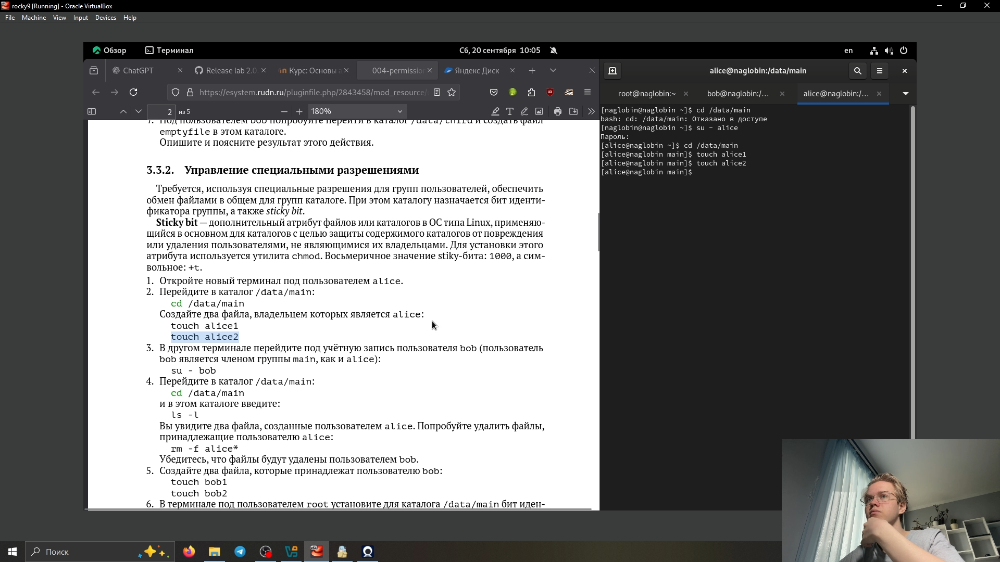 rocky9 [Running] - Oracle VirtualBox
File Machine View Input Devices Help
Обзор
Терминал
Сб, 20 сентября 10:05
en
ChatGPT
Release lab 2.0
Курс: Основы а
004-permission
Яндекс Диск
https://esystem.rudn.ru/pluginfile.php/2843458/mod_resource/
2
из 5
180%
7. Под пользователем bob попробуйте перейти в каталог /data/third и создать файл
emptyfile в этом каталоге.
Опишите и поясните результат этого действия.
3.3.2. Управление специальными разрешениями
Требуется, используя специальные разрешения для групп пользователей, обеспечить
обмен файлами в общем для групп каталоге. При этом каталогу назначается бит иденти-
фикатора группы, а также sticky bit.
Sticky bit — дополнительный атрибут файлов или каталогов в ОС типа Linux, применяю-
щийся в основном для каталогов с целью защиты содержимого каталогов от повреждения
или удаления пользователями, не являющимися их владельцами. Для установки этого
атрибута используется утилита chmod. Восьмеричное значение stiky-бита: 1000, а сим-
вольное: +t.
1. Откройте новый терминал под пользователем alice.
2. Перейдите в каталог /data/main:
cd /data/main
Создайте два файла, владельцем которых является alice:
touch alice1
touch alice2
3. В другом терминале перейдите под учётную запись пользователя bob (пользователь
bob является членом группы main, как и alice):
su - bob
4. Перейдите в каталог /data/main:
cd /data/main
и в этом каталоге введите:
ls -l
Вы увидите два файла, созданные пользователем alice. Попробуйте удалить файлы,
принадлежащие пользователю alice:
rm -f alice*
Убедитесь, что файлы будут удалены пользователем bob.
5. Создайте два файла, которые принадлежат пользователю bob:
touch bob1
touch bob2
6. В терминале под пользователем root установите для каталога /data/main бит иден-
alice@naglobin:/data/main
root@naglobin:~
bob@naglobin:/...
alice@naglobin:/...
[naglobin@naglobin ~]$ cd /data/main
bash: cd: /data/main: Отказано в доступе
[naglobin@naglobin ~]$ su - alice
Пароль:
[alice@naglobin ~]$ cd /data/main
[alice@naglobin main]$ touch alice1
[alice@naglobin main]$ touch alice2
[alice@naglobin main]$
Поиск